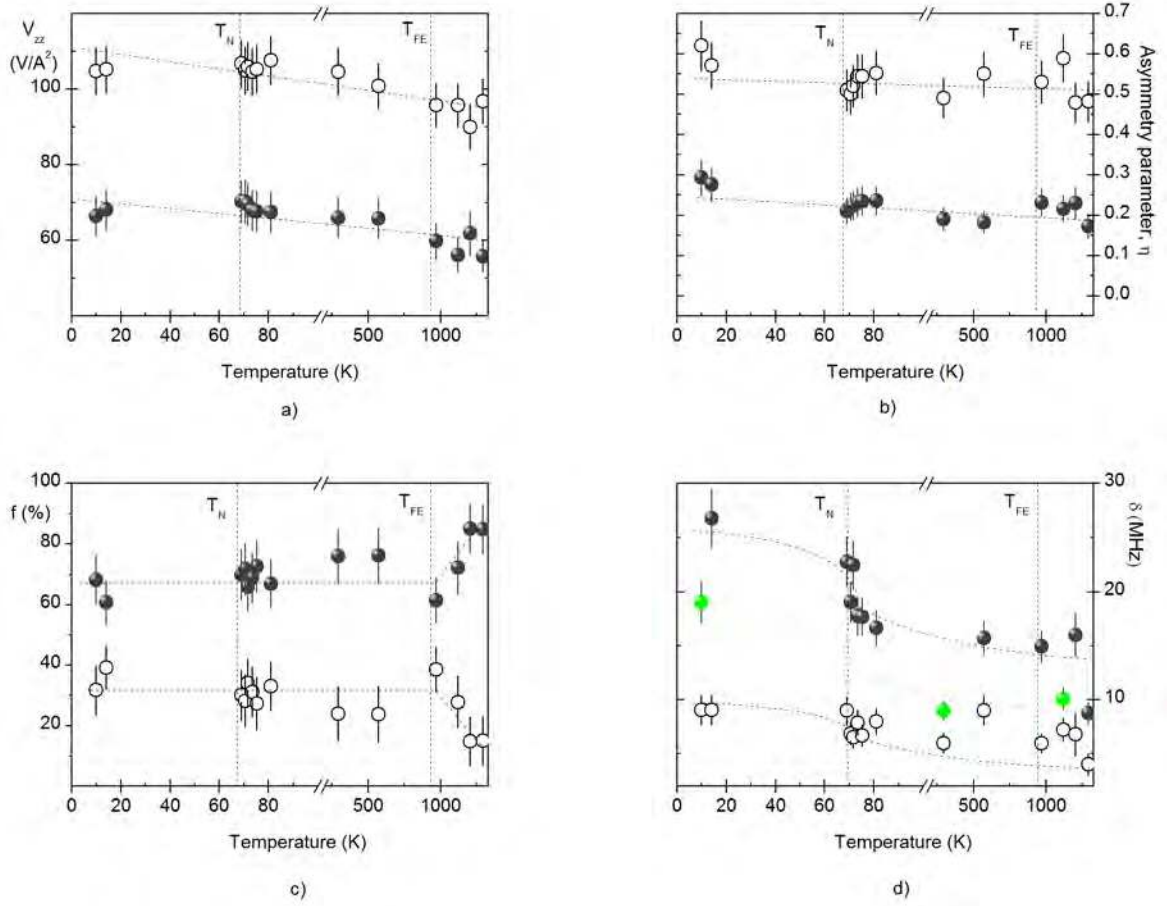 V_zz
(V/A²)
100
80
60
T_N
T_FE
0 20 40 60 80 500 1000
Temperature (K)
a)
0.7
0.6
0.5
0.4
0.3
0.2
0.1
0.0
Asymmetry parameter, η
T_N
T_FE
0 20 40 60 80 500 1000
Temperature (K)
b)
100
f (%)
80
60
40
20
T_N
T_FE
0 20 40 60 80 500 1000
Temperature (K)
c)
30
δ (MHz)
20
10
T_N
T_FE
0 20 40 60 80 500 1000
Temperature (K)
d)